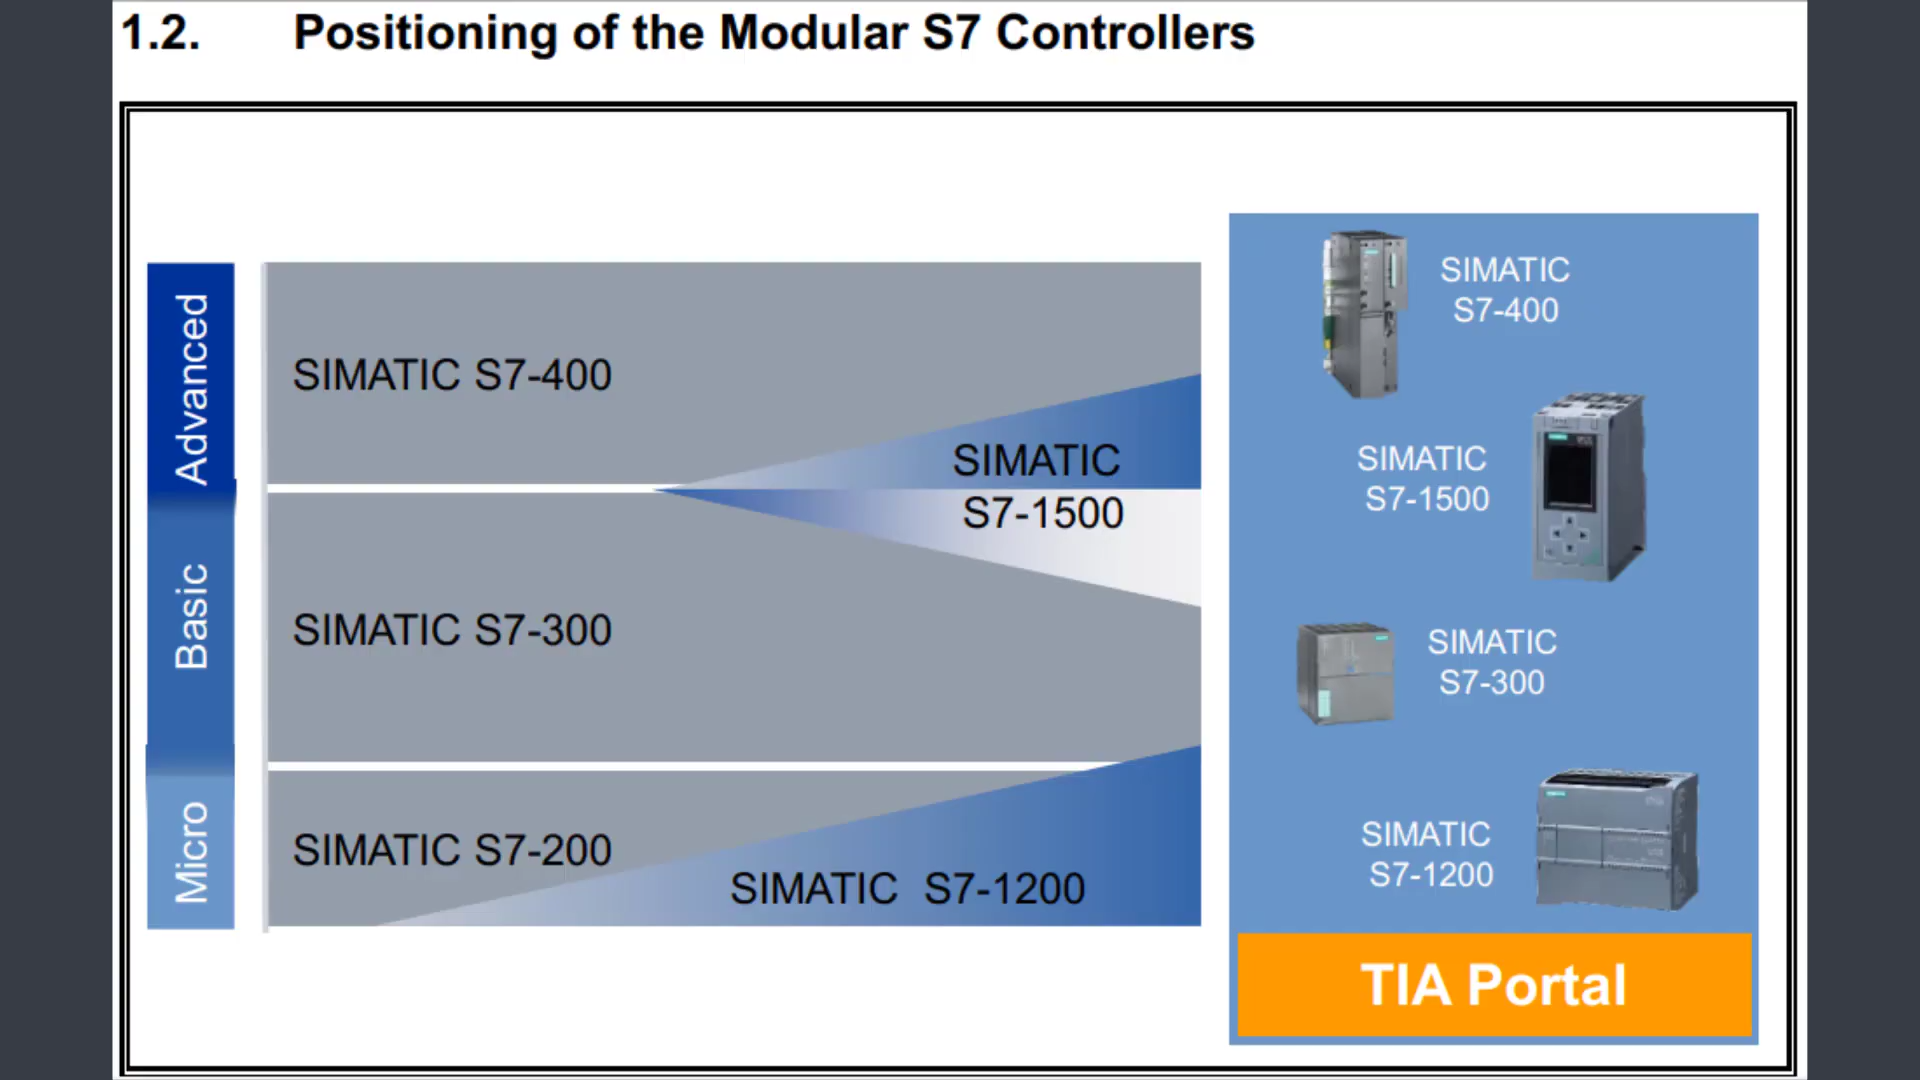 1.2. Positioning of the Modular S7 Controllers
Advanced
Basic
Micro
SIMATIC S7-400
SIMATIC
S7-1500
SIMATIC S7-300
SIMATIC S7-200
SIMATIC S7-1200
SIMATIC
S7-400
SIMATIC
S7-1500
SIMATIC
S7-300
SIMATIC
S7-1200
TIA Portal